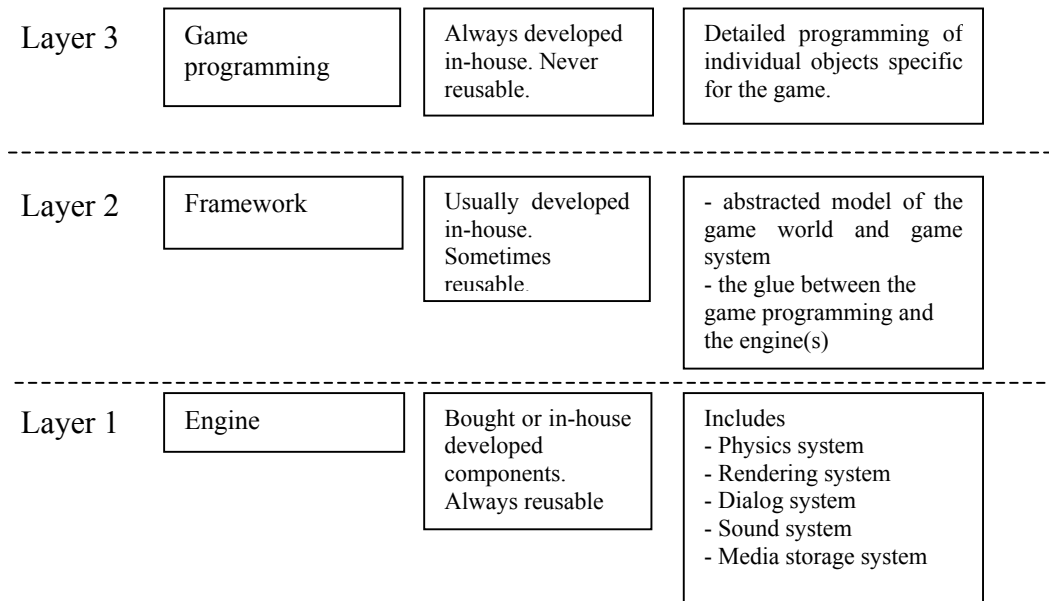 Layer 3
Game
programming
Always developed
in-house. Never
reusable.
Detailed programming of
individual objects specific
for the game.
Layer 2
Framework
Usually developed
in-house.
Sometimes
reusable.
- abstracted model of the
game world and game
system
- the glue between the
game programming and
the engine(s)
Layer 1
Engine
Bought or in-house
developed
components.
Always reusable
Includes
- Physics system
- Rendering system
- Dialog system
- Sound system
- Media storage system